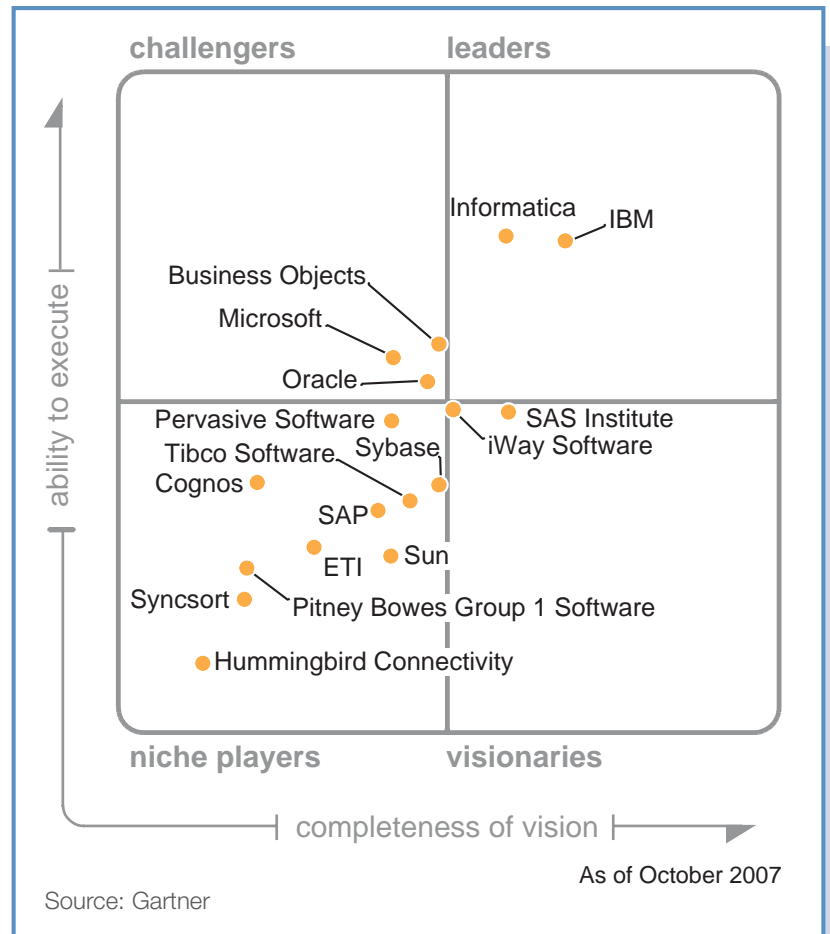 challengers
leaders
Informatica
IBM
Business Objects
Microsoft
Oracle
Pervasive Software
SAS Institute
iWay Software
Tibco Software
Sybase
Cognos
SAP
ETI
Sun
Syncsort
Pitney Bowes Group 1 Software
Hummingbird Connectivity
niche players
visionaries
ability to execute
completeness of vision
As of October 2007
Source: Gartner